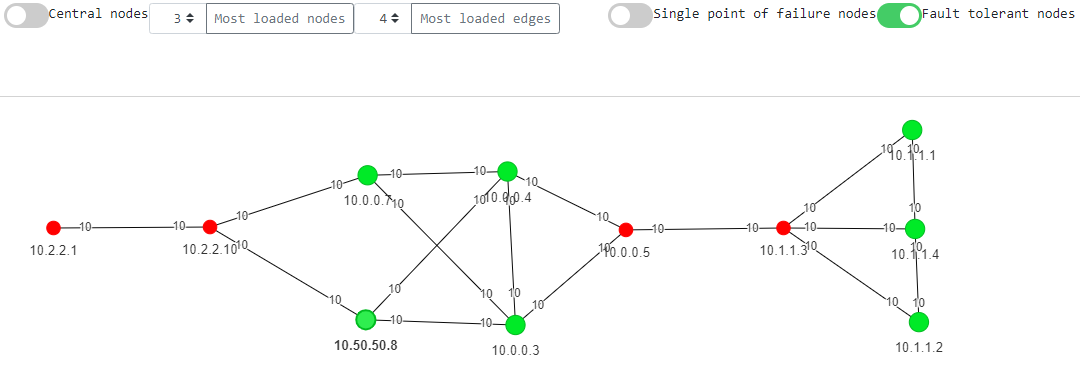 Central nodes 3 Most loaded nodes 4 Most loaded edges Single point of failure nodes Fault tolerant nodes
10 10 10.1.1.1
10 10 10
10 10 10.0.0.7 10 10 10 10.0.0.4 10 10
10 10 10 10 10 10 10 10 10
10.2.2.1 10.2.2.10 10 10 10.0.0.5 10.1.1.3 10 10 10.1.1.4
10 10 10 10 10 10 10
10 10
10.50.50.8 10.0.0.3 10.1.1.2